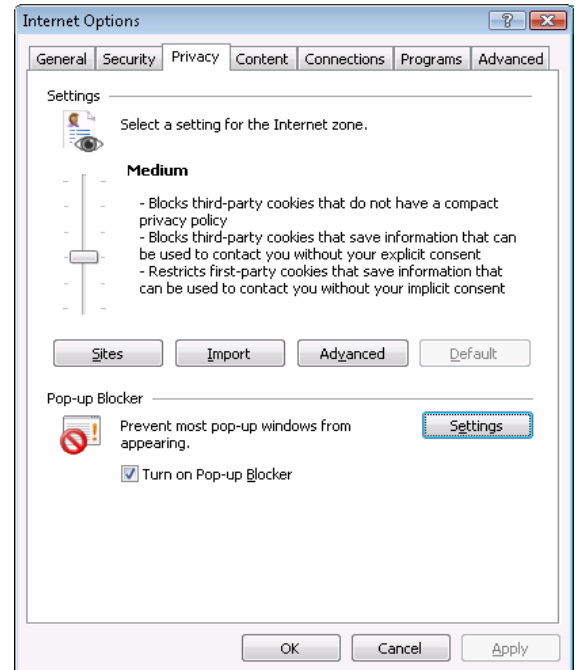 Internet Options
General Security Privacy Content Connections Programs Advanced
Settings
Select a setting for the Internet zone.
Medium
- Blocks third-party cookies that do not have a compact
privacy policy
- Blocks third-party cookies that save information that can
be used to contact you without your explicit consent
- Restricts first-party cookies that save information that
can be used to contact you without your implicit consent
Sites Import Advanced Default
Pop-up Blocker
Prevent most pop-up windows from
appearing.
Settings
Turn on Pop-up Blocker
OK Cancel Apply